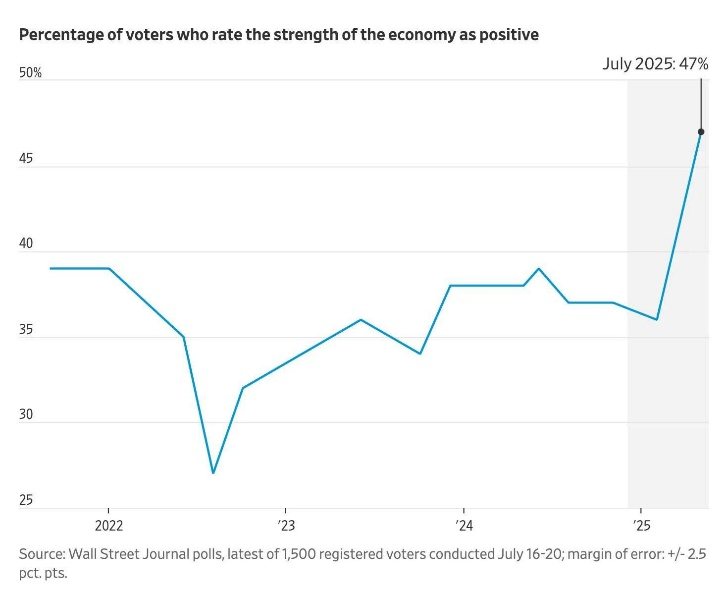 Percentage of voters who rate the strength of the economy as positive
July 2025: 47%
50%
45
40
35
30
25
2022
’23
’24
’25
Source: Wall Street Journal polls, latest of 1,500 registered voters conducted July 16-20; margin of error: +/- 2.5
pct. pts.